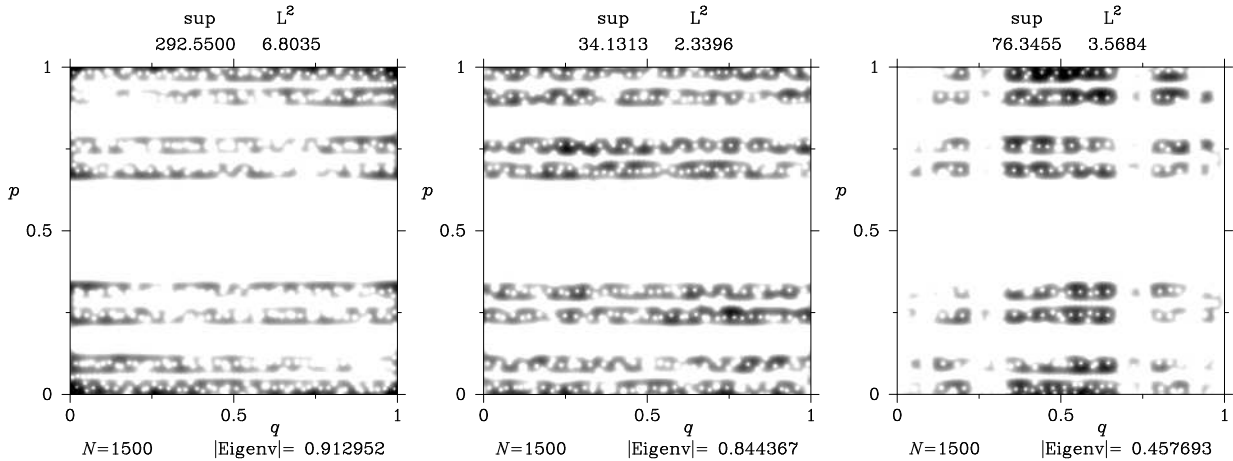 sup L²
292.5500 6.8035
1
p
0.5
0
0 0.5 1
q
N=1500 |Eigenv|= 0.912952
sup L²
34.1313 2.3396
1
p
0.5
0
0 0.5 1
q
N=1500 |Eigenv|= 0.844367
sup L²
76.3455 3.5684
1
p
0.5
0
0 0.5 1
q
N=1500 |Eigenv|= 0.457693